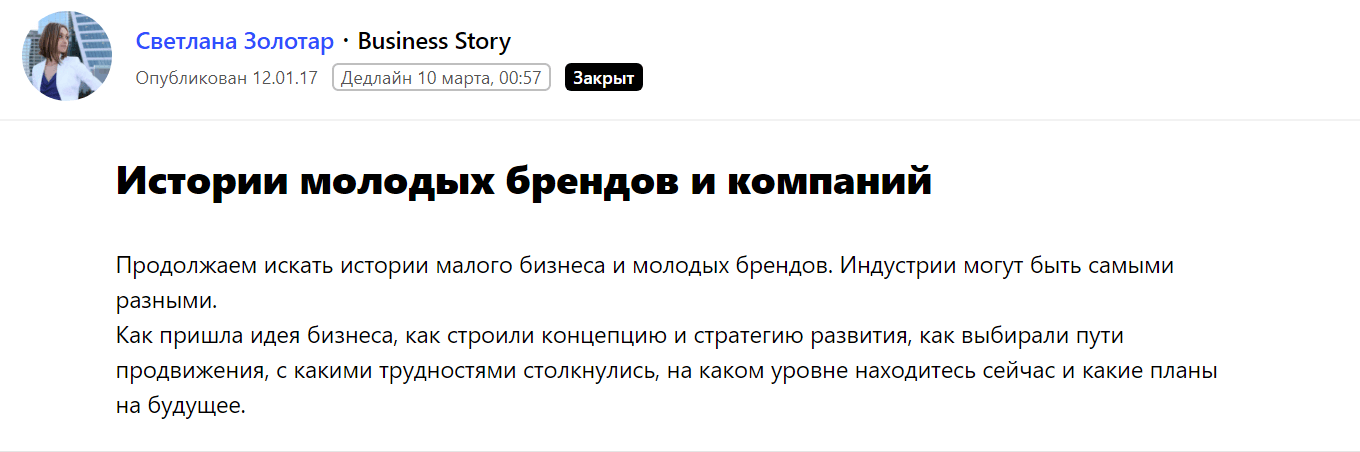 Светлана Золотар · Business Story
Опубликован 12.01.17 Дедлайн 10 марта, 00:57 Закрыт
Истории молодых брендов и компаний
Продолжаем искать истории малого бизнеса и молодых брендов. Индустрии могут быть самыми
разными.
Как пришла идея бизнеса, как строили концепцию и стратегию развития, как выбирали пути
продвижения, с какими трудностями столкнулись, на каком уровне находитесь сейчас и какие планы
на будущее.